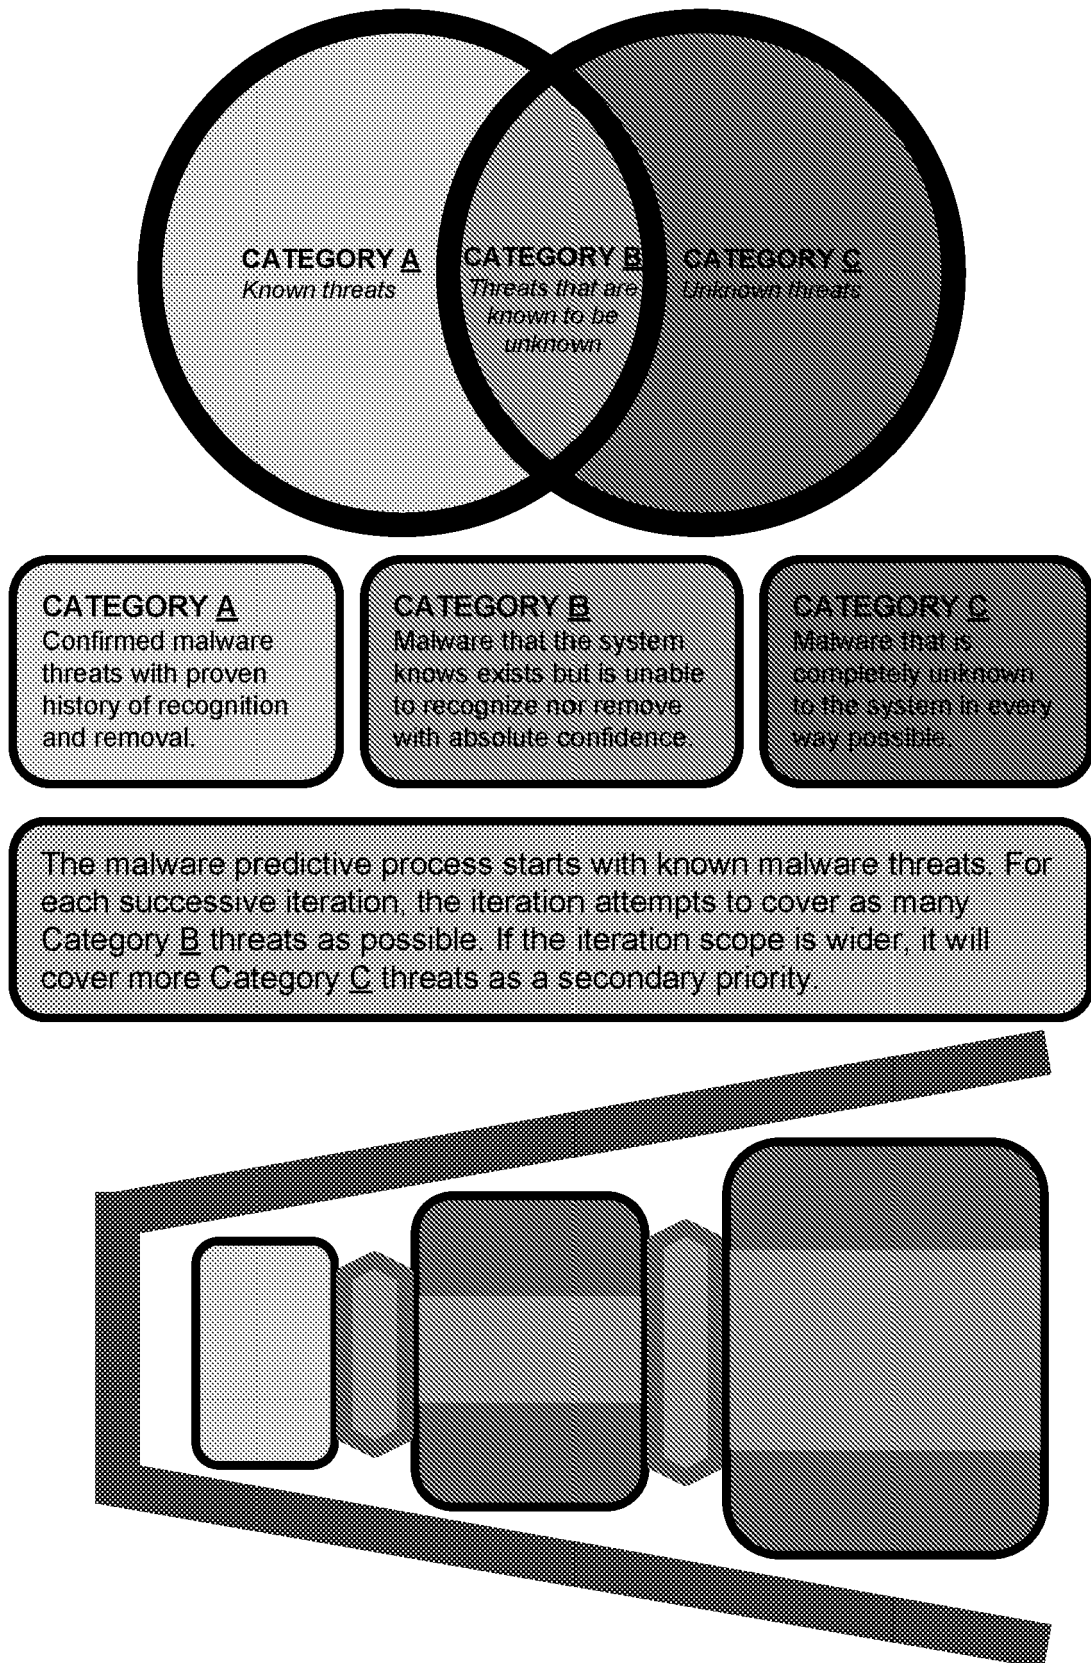 CATEGORY A
Known threats
CATEGORY B
Threats that are
known to be
unknown
CATEGORY C
Unknown threats
CATEGORY A
Confirmed malware
threats with proven
history of recognition
and removal.
CATEGORY B
Malware that the system
knows exists but is unable
to recognize nor remove
with absolute confidence.
CATEGORY C
Malware that is
completely unknown
to the system in every
way possible.
The malware predictive process starts with known malware threats. For
each successive iteration, the iteration attempts to cover as many
Category B threats as possible. If the iteration scope is wider, it will
cover more Category C threats as a secondary priority.